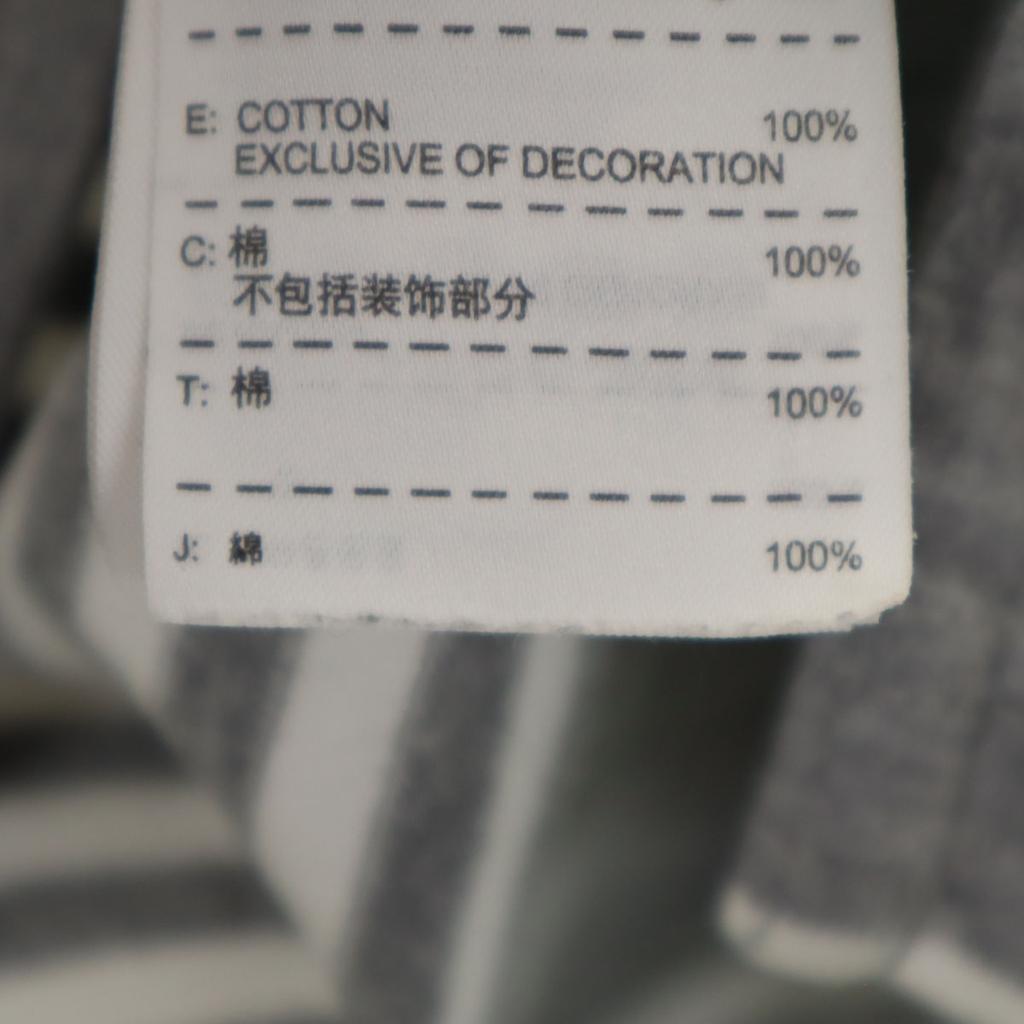 E: COTTON 100%
EXCLUSIVE OF DECORATION
C: 棉 100%
不包括装饰部分
T: 棉 100%
J: 綿 100%